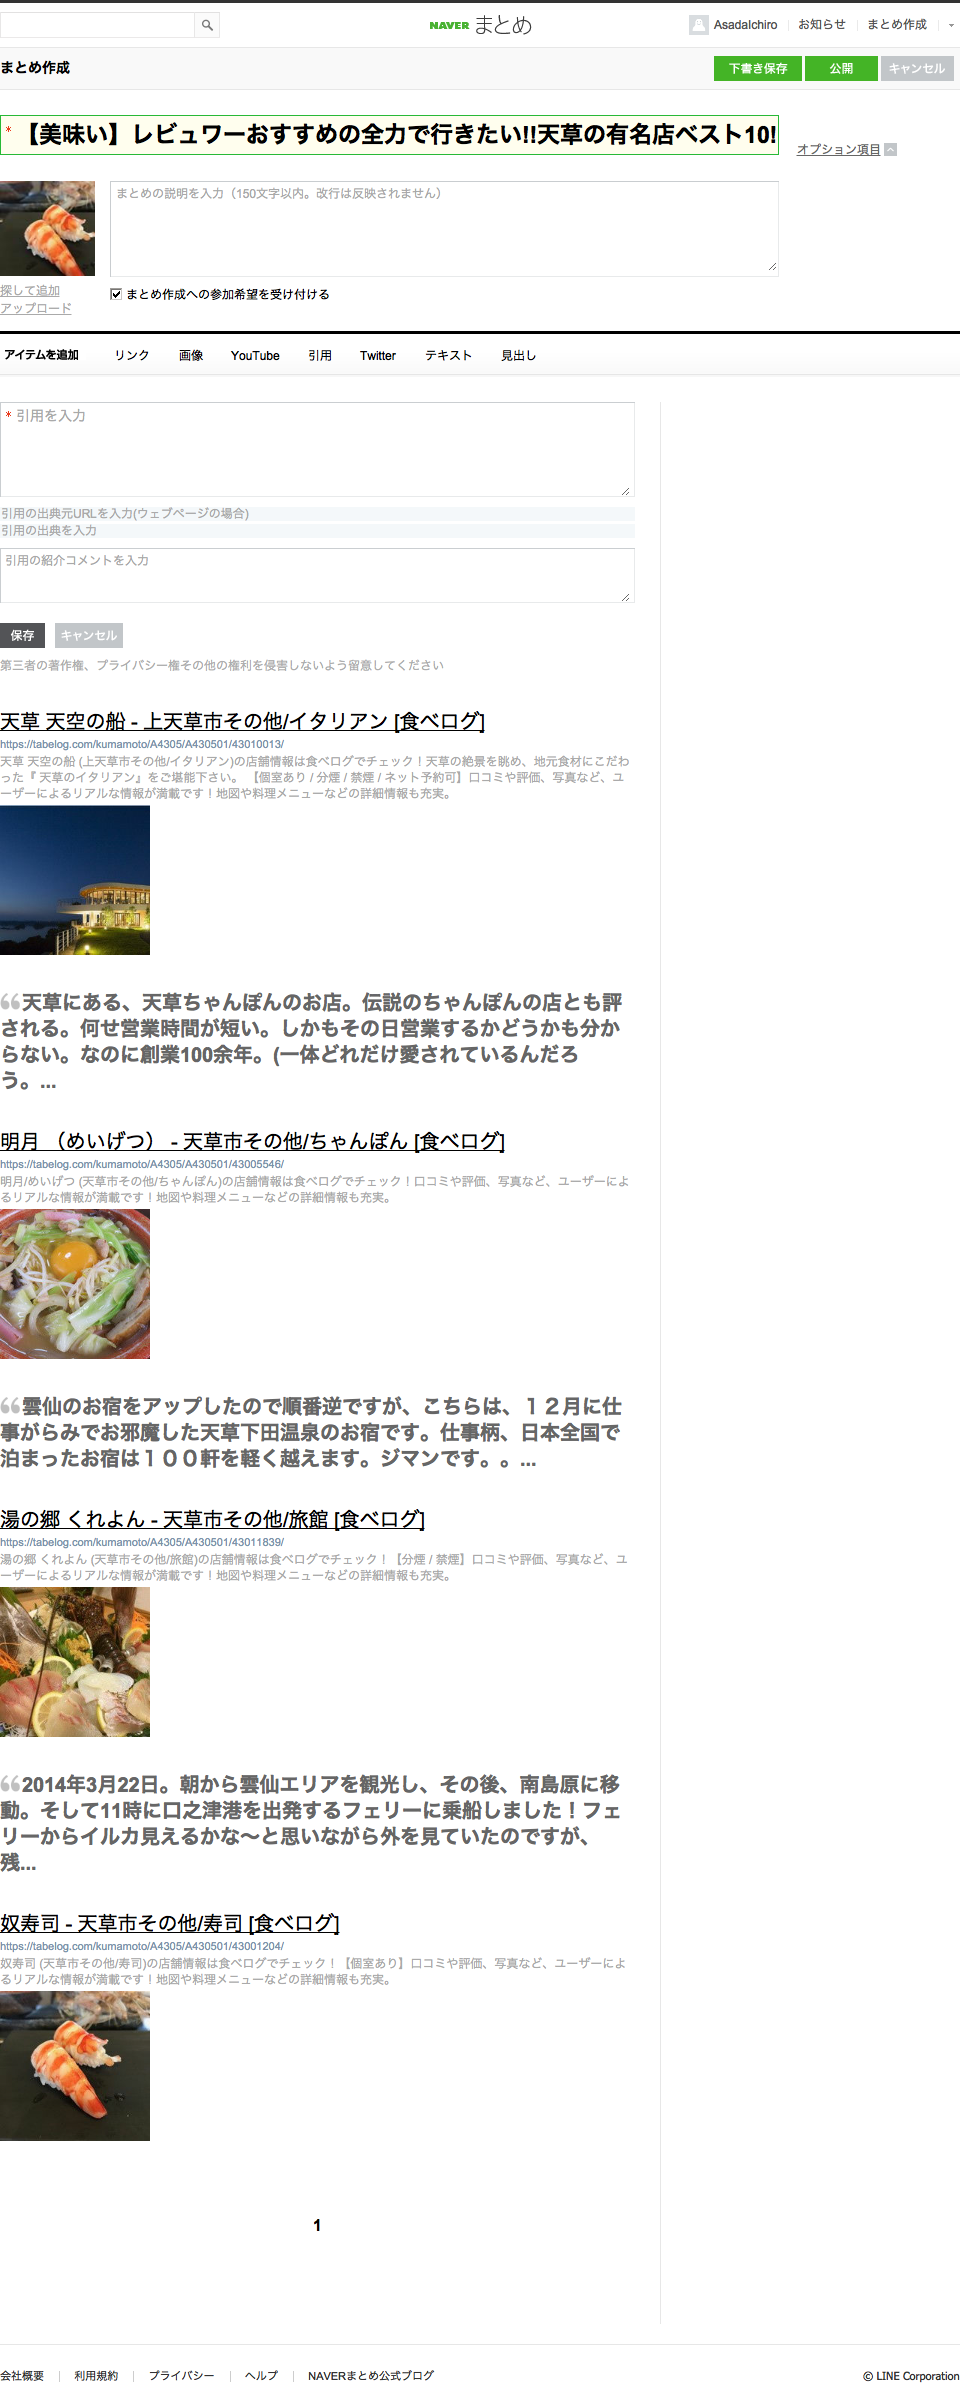 NAVER まとめ
AsadaIchiro お知らせ まとめ作成
まとめ作成
下書き保存 公開 キャンセル
* 【美味い】レビュワーおすすめの全力で行きたい!!天草の有名店ベスト10!
オプション項目
まとめの説明を入力（150文字以内。改行は反映されません）
探して追加
アップロード
まとめ作成への参加希望を受け付ける
アイテムを追加 リンク 画像 YouTube 引用 Twitter テキスト 見出し
* 引用を入力
引用の出典元URLを入力(ウェブページの場合)
引用の出典を入力
引用の紹介コメントを入力
保存 キャンセル
第三者の著作権、プライバシー権その他の権利を侵害しないよう留意してください
天草 天空の船 - 上天草市その他/イタリアン [食べログ]
https://tabelog.com/kumamoto/A4305/A430501/43010013/
天草 天空の船 (上天草市その他/イタリアン)の店舗情報は食べログでチェック！天草の絶景を眺め、地元食材にこだわ
った『 天草のイタリアン』をご堪能下さい。 【個室あり / 分煙 / 禁煙 / ネット予約可】口コミや評価、写真など、ユ
ーザーによるリアルな情報が満載です！地図や料理メニューなどの詳細情報も充実。
天草にある、天草ちゃんぽんのお店。伝説のちゃんぽんの店とも評
される。何せ営業時間が短い。しかもその日営業するかどうかも分か
らない。なのに創業100余年。(一体どれだけ愛されているんだろ
う。...
明月 （めいげつ） - 天草市その他/ちゃんぽん [食べログ]
https://tabelog.com/kumamoto/A4305/A430501/43005546/
明月/めいげつ (天草市その他/ちゃんぽん)の店舗情報は食べログでチェック！口コミや評価、写真など、ユーザーによ
るリアルな情報が満載です！地図や料理メニューなどの詳細情報も充実。
雲仙のお宿をアップしたので順番逆ですが、こちらは、１２月に仕
事がらみでお邪魔した天草下田温泉のお宿です。仕事柄、日本全国で
泊まったお宿は１００軒を軽く越えます。ジマンです。。...
湯の郷 くれよん - 天草市その他/旅館 [食べログ]
https://tabelog.com/kumamoto/A4305/A430501/43011839/
湯の郷 くれよん (天草市その他/旅館)の店舗情報は食べログでチェック！【分煙 / 禁煙】口コミや評価、写真など、ユ
ーザーによるリアルな情報が満載です！地図や料理メニューなどの詳細情報も充実。
2014年3月22日。朝から雲仙エリアを観光し、その後、南島原に移
動。そして11時に口之津港を出発するフェリーに乗船しました！フェ
リーからイルカ見えるかな〜と思いながら外を見ていたのですが、
残...
奴寿司 - 天草市その他/寿司 [食べログ]
https://tabelog.com/kumamoto/A4305/A430501/43001204/
奴寿司 (天草市その他/寿司)の店舗情報は食べログでチェック！【個室あり】口コミや評価、写真など、ユーザーによ
るリアルな情報が満載です！地図や料理メニューなどの詳細情報も充実。
1
会社概要 利用規約 プライバシー ヘルプ NAVERまとめ公式ブログ
© LINE Corporation